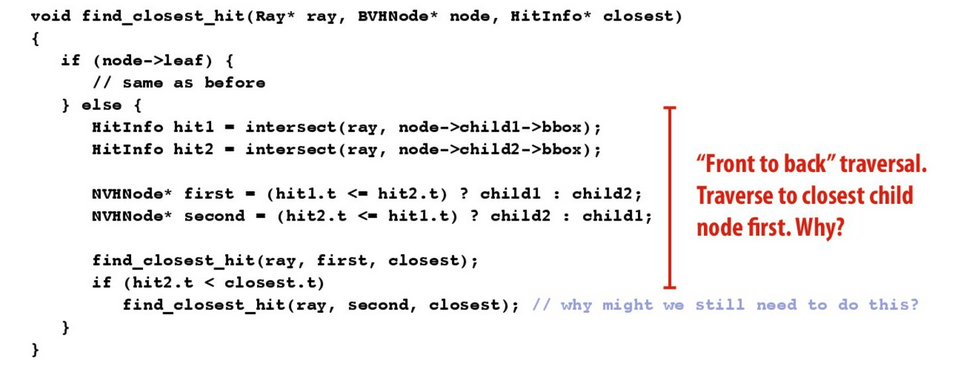 void find_closest_hit(Ray* ray, BVHNode* node, HitInfo* closest)
{
if (node->leaf) {
// same as before
} else {
HitInfo hit1 = intersect(ray, node->child1->bbox);
HitInfo hit2 = intersect(ray, node->child2->bbox);
NVHNode* first = (hit1.t <= hit2.t) ? child1 : child2;
NVHNode* second = (hit2.t <= hit1.t) ? child2 : child1;
find_closest_hit(ray, first, closest);
if (hit2.t < closest.t)
find_closest_hit(ray, second, closest); // why might we still need to do this?
}
}
“Front to back” traversal.
Traverse to closest child
node first. Why?